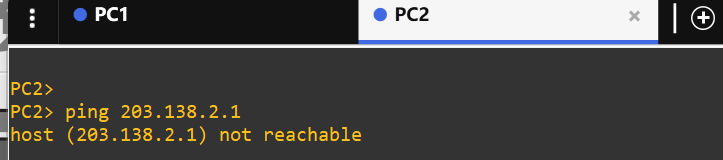 PC1
PC2
PC2>
PC2> ping 203.138.2.1
host (203.138.2.1) not reachable